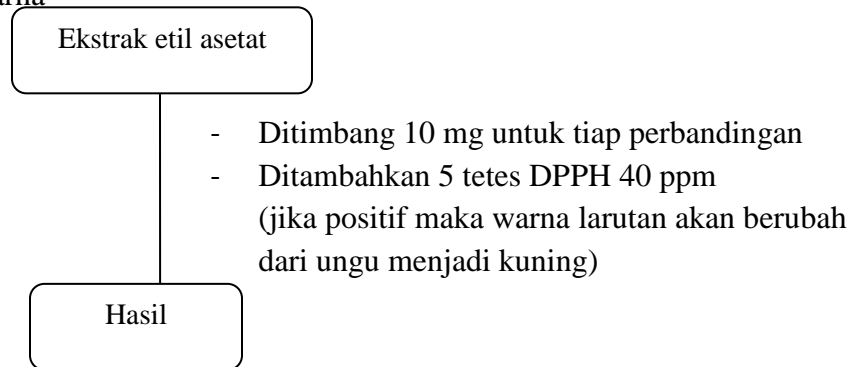 Ekstrak etil asetat
- Ditimbang 10 mg untuk tiap perbandingan
- Ditambahkan 5 tetes DPPH 40 ppm
(jika positif maka warna larutan akan berubah
dari ungu menjadi kuning)
Hasil